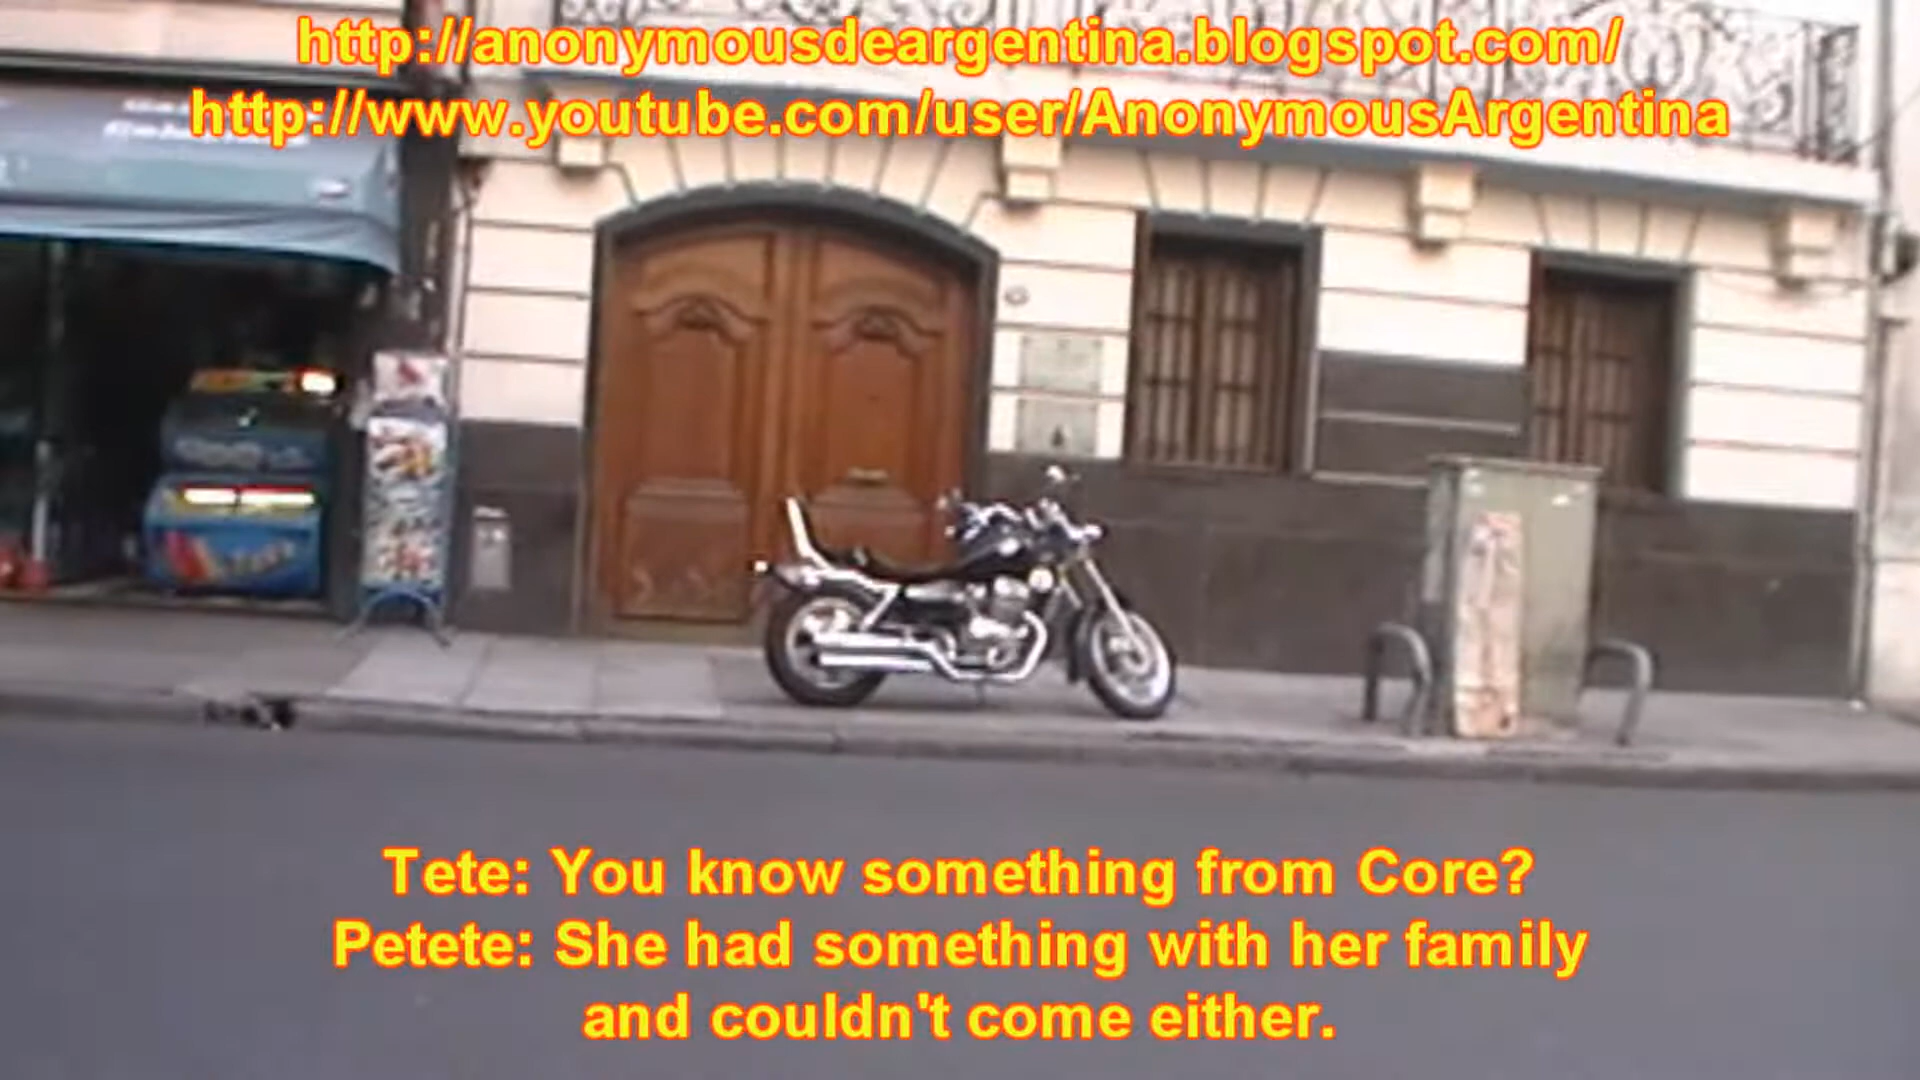 http://anonymousdeargentina.blogspot.com/
http://www.youtube.com/user/AnonymousArgentina
Tete: You know something from Core?
Petete: She had something with her family
and couldn't come either.